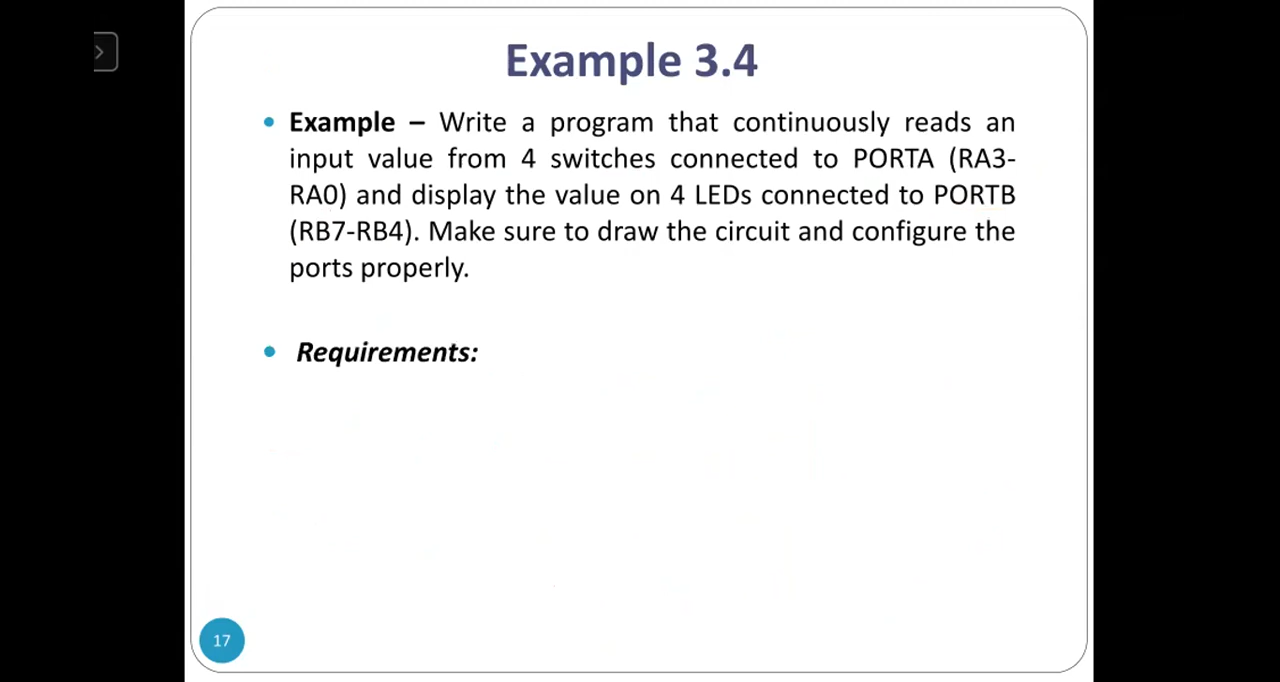 Example 3.4
• Example – Write a program that continuously reads an
input value from 4 switches connected to PORTA (RA3-
RA0) and display the value on 4 LEDs connected to PORTB
(RB7-RB4). Make sure to draw the circuit and configure the
ports properly.
• Requirements:
17